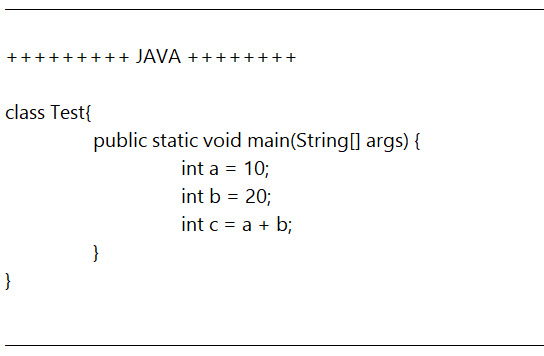 + + + + + + + + + JAVA + + + + + + + +
class Test{
public static void main(String[] args) {
int a = 10;
int b = 20;
int c = a + b;
}
}